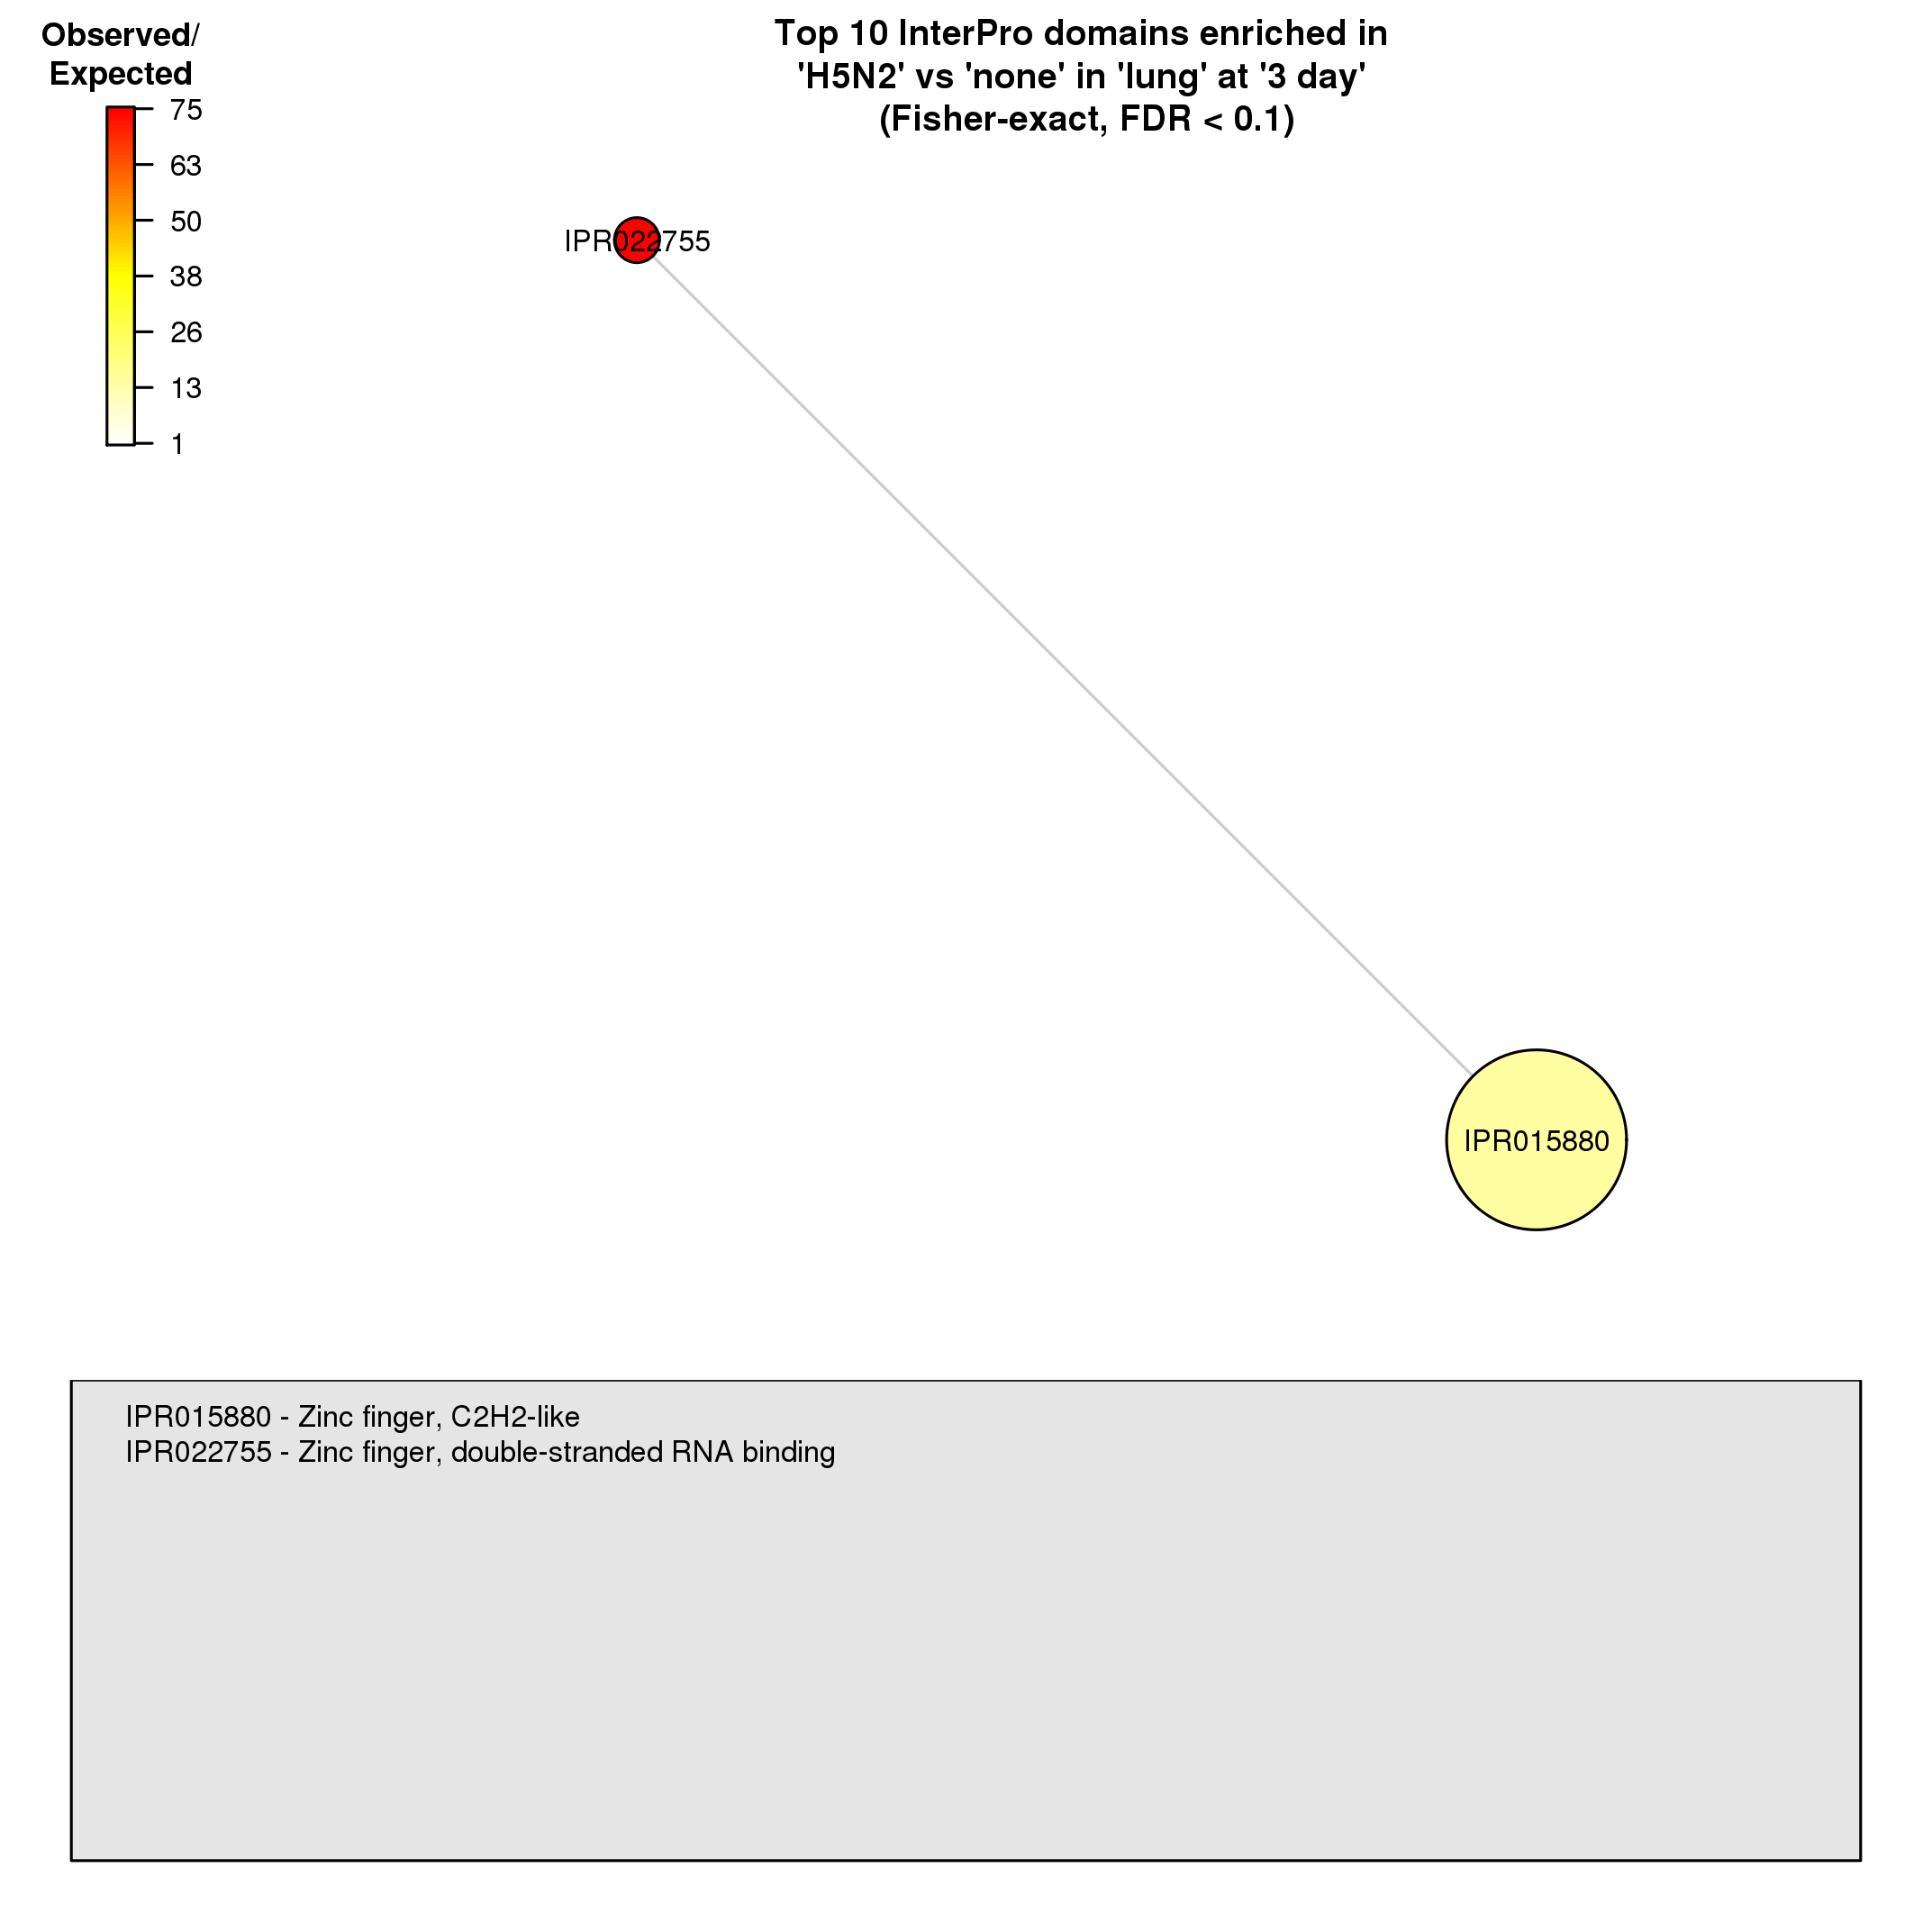 Observed/
Expected
75
63
50
38
26
13
1
Top 10 InterPro domains enriched in
'H5N2' vs 'none' in 'lung' at '3 day'
(Fisher-exact, FDR < 0.1)
IPR022755
IPR015880
IPR015880 - Zinc finger, C2H2-like
IPR022755 - Zinc finger, double-stranded RNA binding